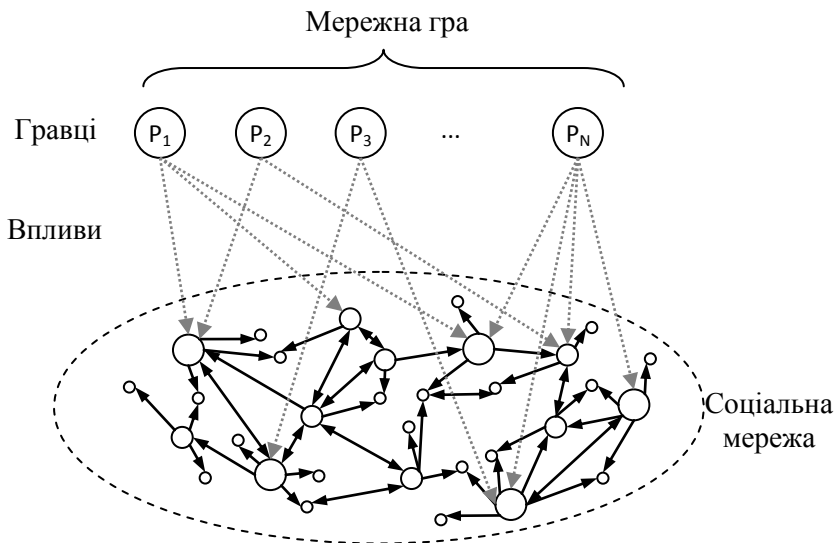 Мережна гра
Гравці
P1
P2
P3
...
PN
Впливи
Соціальна
мережа